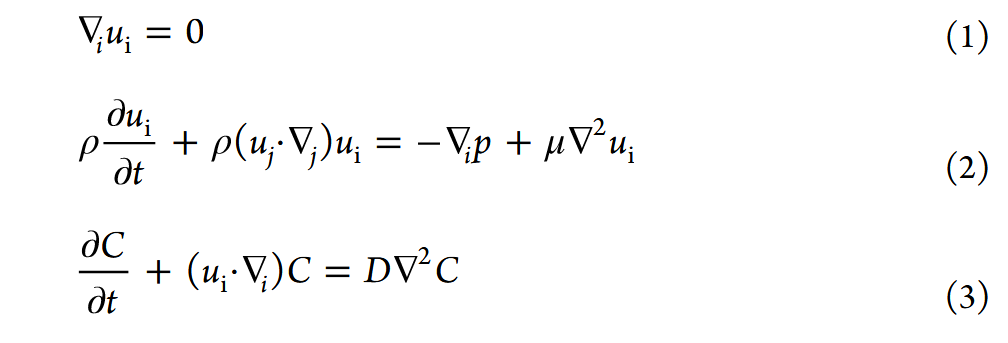 ∇ᵢuᵢ = 0 (1)
ρ ∂uᵢ/∂t + ρ(uⱼ·∇ⱼ)uᵢ = −∇ᵢp + μ∇²uᵢ (2)
∂C/∂t + (uᵢ·∇ᵢ)C = D∇²C (3)